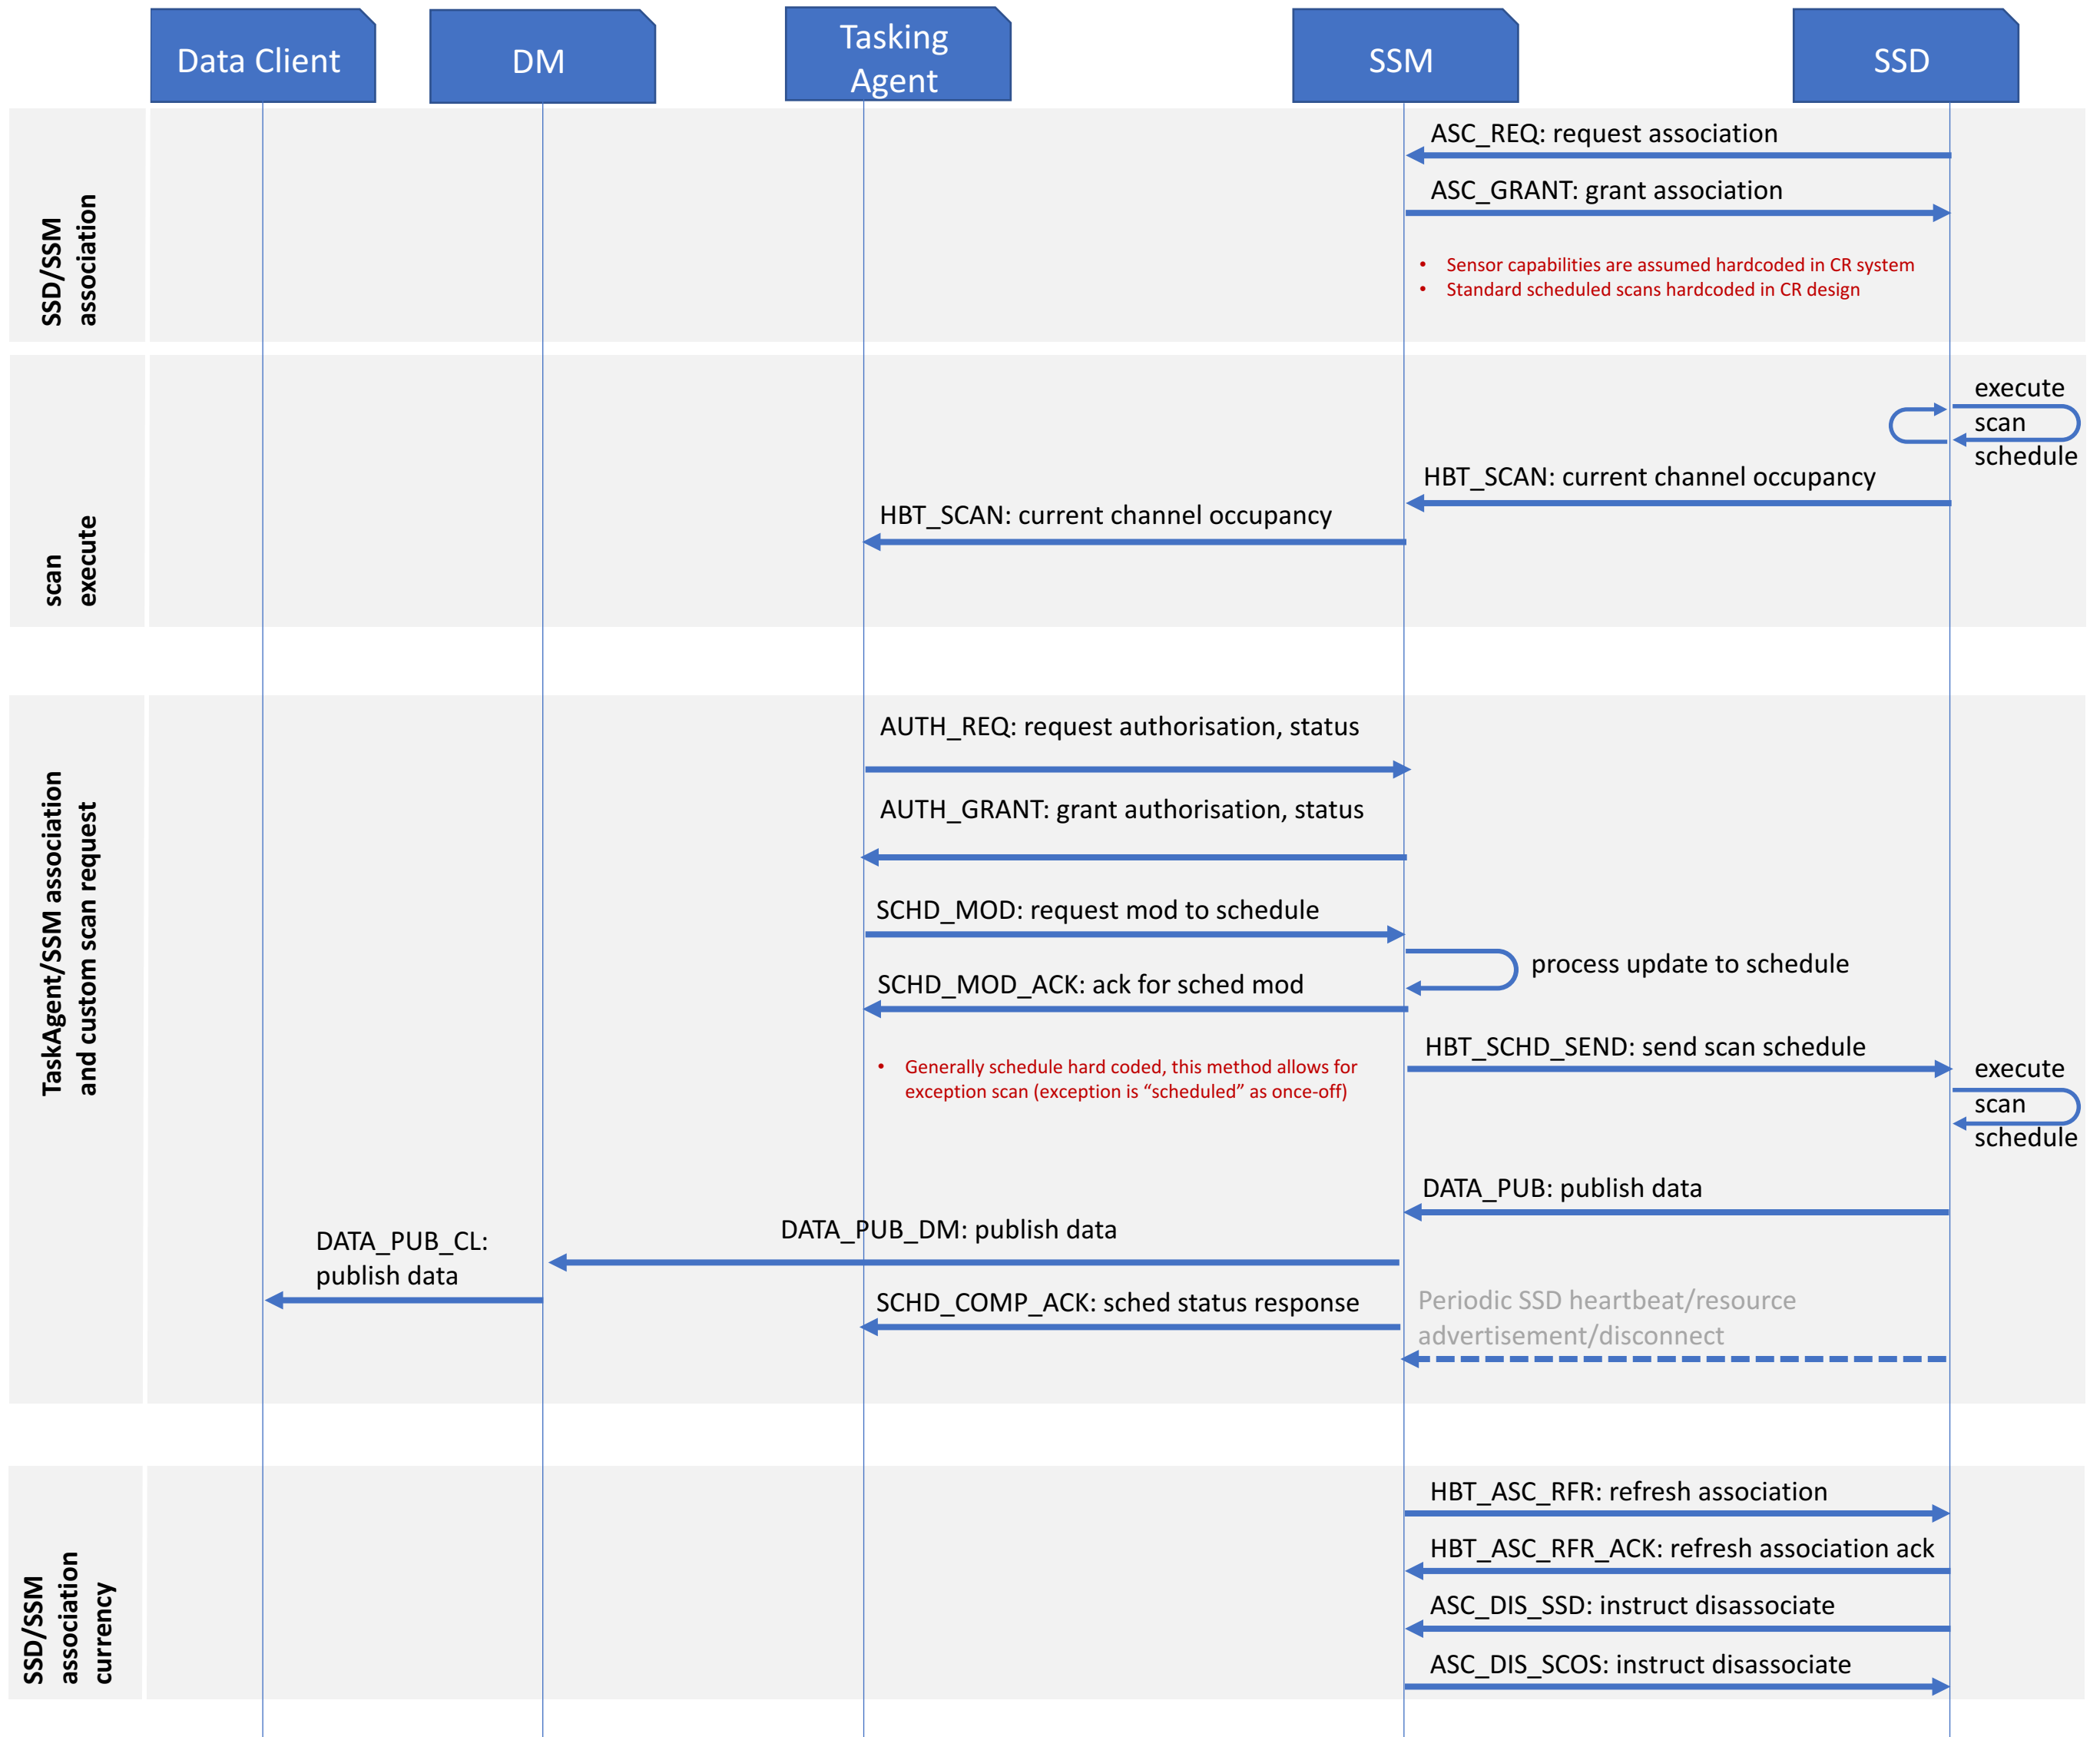 Data Client
DM
Tasking
Agent
SSM
SSD
SSD/SSM
association
ASC_REQ: request association
ASC_GRANT: grant association
• Sensor capabilities are assumed hardcoded in CR system
• Standard scheduled scans hardcoded in CR design
scan
execute
execute
scan
schedule
HBT_SCAN: current channel occupancy
HBT_SCAN: current channel occupancy
TaskAgent/SSM association
and custom scan request
AUTH_REQ: request authorisation, status
AUTH_GRANT: grant authorisation, status
SCHD_MOD: request mod to schedule
process update to schedule
SCHD_MOD_ACK: ack for sched mod
HBT_SCHD_SEND: send scan schedule
• Generally schedule hard coded, this method allows for
exception scan (exception is “scheduled” as once-off)
execute
scan
schedule
DATA_PUB: publish data
DATA_PUB_DM: publish data
DATA_PUB_CL:
publish data
SCHD_COMP_ACK: sched status response
Periodic SSD heartbeat/resource
advertisement/disconnect
SSD/SSM
association
currency
HBT_ASC_RFR: refresh association
HBT_ASC_RFR_ACK: refresh association ack
ASC_DIS_SSD: instruct disassociate
ASC_DIS_SCOS: instruct disassociate